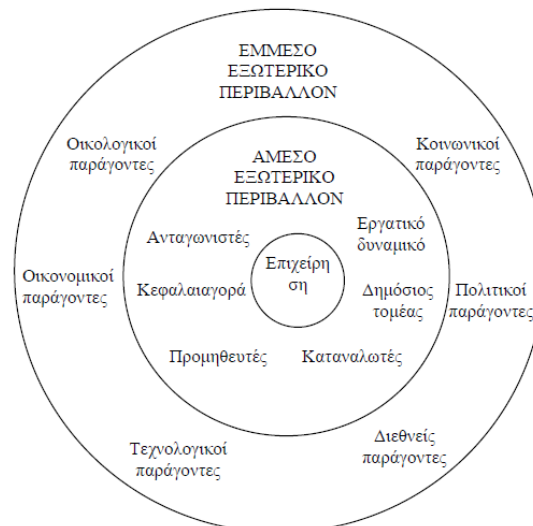 ΕΜΜΕΣΟ
ΕΞΩΤΕΡΙΚΟ
ΠΕΡΙΒΑΛΛΟΝ
Οικολογικοί
παράγοντες
Κοινωνικοί
παράγοντες
ΑΜΕΣΟ
ΕΞΩΤΕΡΙΚΟ
ΠΕΡΙΒΑΛΛΟΝ
Ανταγωνιστές
Εργατικό
δυναμικό
Επιχείρη
ση
Οικονομικοί
παράγοντες
Κεφαλαιαγορά
Δημόσιος
τομέας
Πολιτικοί
παράγοντες
Προμηθευτές
Καταναλωτές
Τεχνολογικοί
παράγοντες
Διεθνείς
παράγοντες